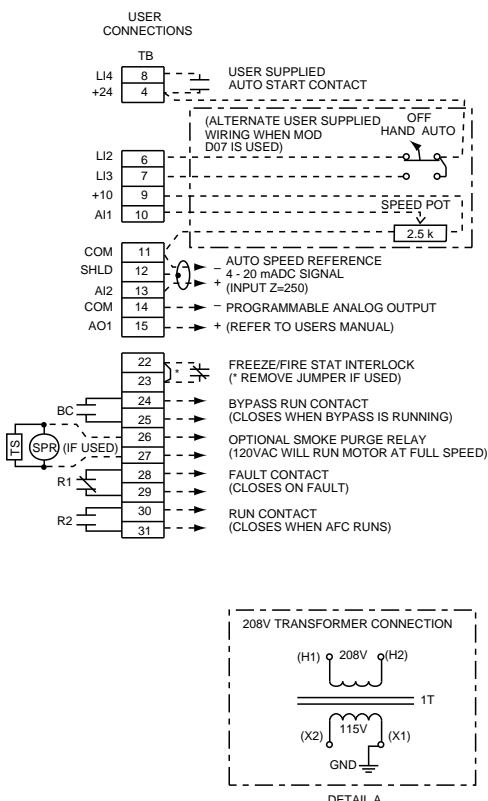 USER
CONNECTIONS
TB
LI4 8
+24 4
USER SUPPLIED
AUTO START CONTACT
(ALTERNATE USER SUPPLIED
WIRING WHEN MOD
D07 IS USED)
OFF
HAND AUTO
LI2 6
LI3 7
+10 9
AI1 10
SPEED POT
2.5 k
COM 11
SHLD 12
AI2 13
COM 14
AO1 15
– AUTO SPEED REFERENCE
4 - 20 mADC SIGNAL
+ (INPUT Z=250)
– PROGRAMMABLE ANALOG OUTPUT
+ (REFER TO USERS MANUAL)
22
23
*
FREEZE/FIRE STAT INTERLOCK
(* REMOVE JUMPER IF USED)
BC
24
25
BYPASS RUN CONTACT
(CLOSES WHEN BYPASS IS RUNNING)
TS
SPR (IF USED)
26
27
OPTIONAL SMOKE PURGE RELAY
(120VAC WILL RUN MOTOR AT FULL SPEED)
R1
28
29
FAULT CONTACT
(CLOSES ON FAULT)
R2
30
31
RUN CONTACT
(CLOSES WHEN AFC RUNS)
208V TRANSFORMER CONNECTION
(H1) 208V (H2)
1T
115V
(X2) (X1)
GND
DETAIL A